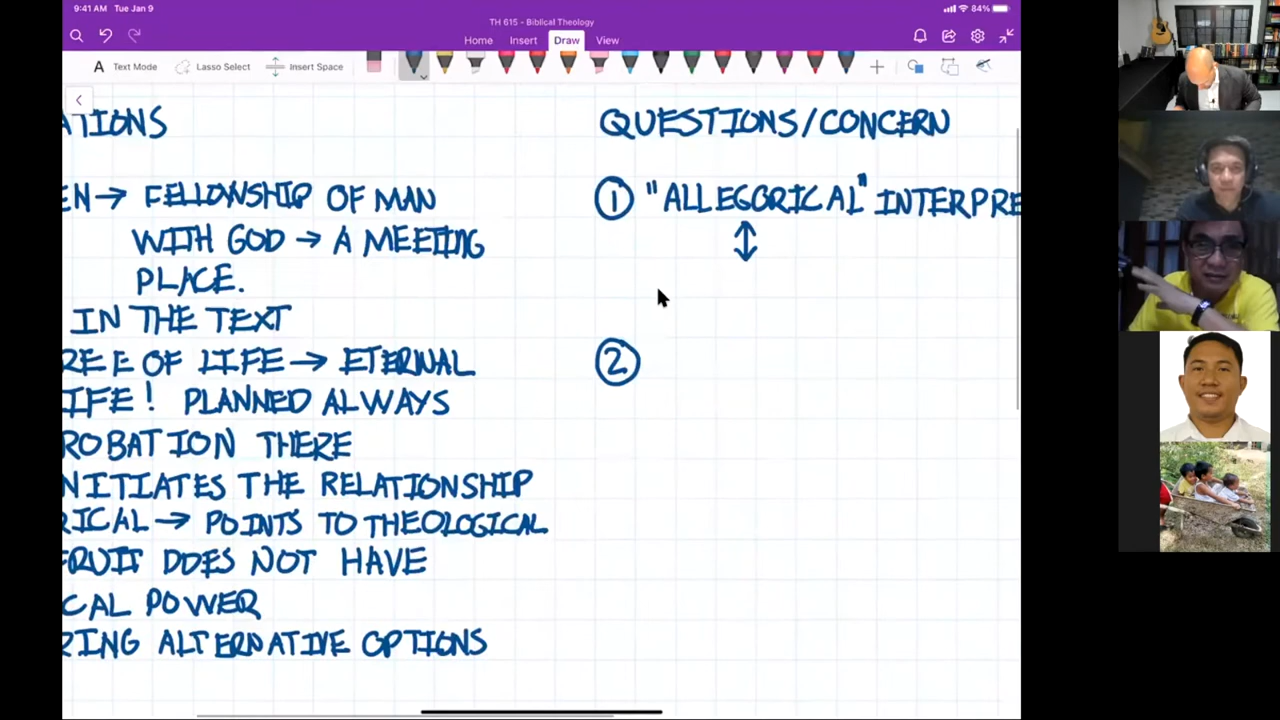 9:41 AM Tue Jan 9
84%
TH 615 - Biblical Theology
Home Insert Draw View
Text Mode Lasso Select Insert Space
ATIONS
EN → FELLOWSHIP OF MAN
WITH GOD → A MEETING
PLACE.
IN THE TEXT
REE OF LIFE → ETERNAL
IFE! PLANNED ALWAYS
ROBATION THERE
NITIATES THE RELATIONSHIP
RICAL → POINTS TO THEOLOGICAL
FRUIT DOES NOT HAVE
CAL POWER
RING ALTERNATIVE OPTIONS
QUESTIONS/CONCERN
① "ALLEGORICAL" INTERPRE
↕
②